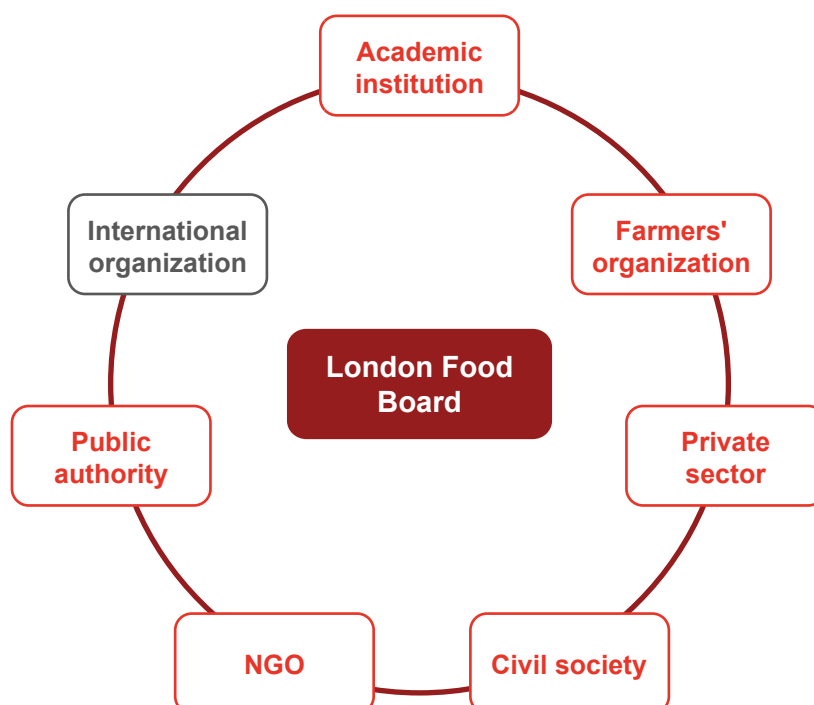 Academic
institution
International
organization
Farmers'
organization
London Food
Board
Public
authority
Private
sector
NGO
Civil society